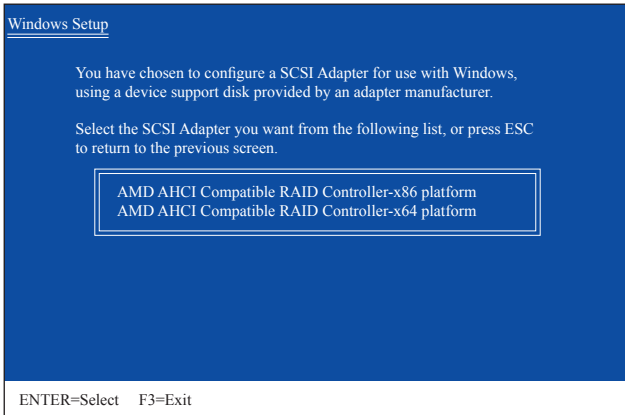 Windows Setup
You have chosen to configure a SCSI Adapter for use with Windows,
using a device support disk provided by an adapter manufacturer.
Select the SCSI Adapter you want from the following list, or press ESC
to return to the previous screen.
AMD AHCI Compatible RAID Controller-x86 platform
AMD AHCI Compatible RAID Controller-x64 platform
ENTER=Select F3=Exit